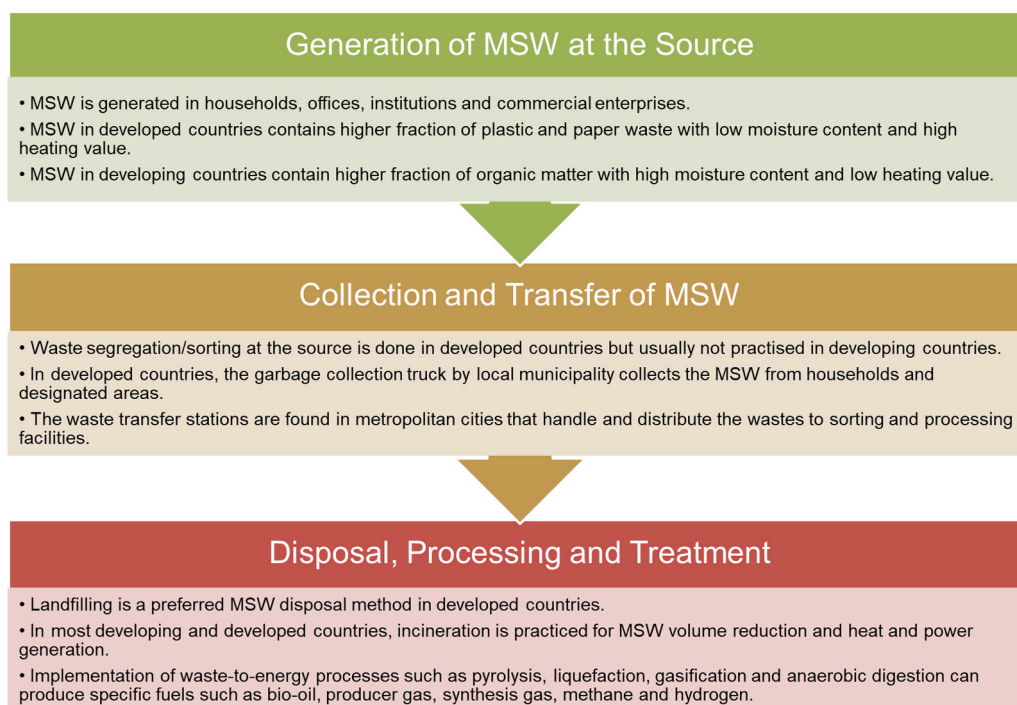 Generation of MSW at the Source
• MSW is generated in households, offices, institutions and commercial enterprises.
• MSW in developed countries contains higher fraction of plastic and paper waste with low moisture content and high
heating value.
• MSW in developing countries contain higher fraction of organic matter with high moisture content and low heating value.
Collection and Transfer of MSW
• Waste segregation/sorting at the source is done in developed countries but usually not practised in developing countries.
• In developed countries, the garbage collection truck by local municipality collects the MSW from households and
designated areas.
• The waste transfer stations are found in metropolitan cities that handle and distribute the wastes to sorting and processing
facilities.
Disposal, Processing and Treatment
• Landfilling is a preferred MSW disposal method in developed countries.
• In most developing and developed countries, incineration is practiced for MSW volume reduction and heat and power
generation.
• Implementation of waste-to-energy processes such as pyrolysis, liquefaction, gasification and anaerobic digestion can
produce specific fuels such as bio-oil, producer gas, synthesis gas, methane and hydrogen.